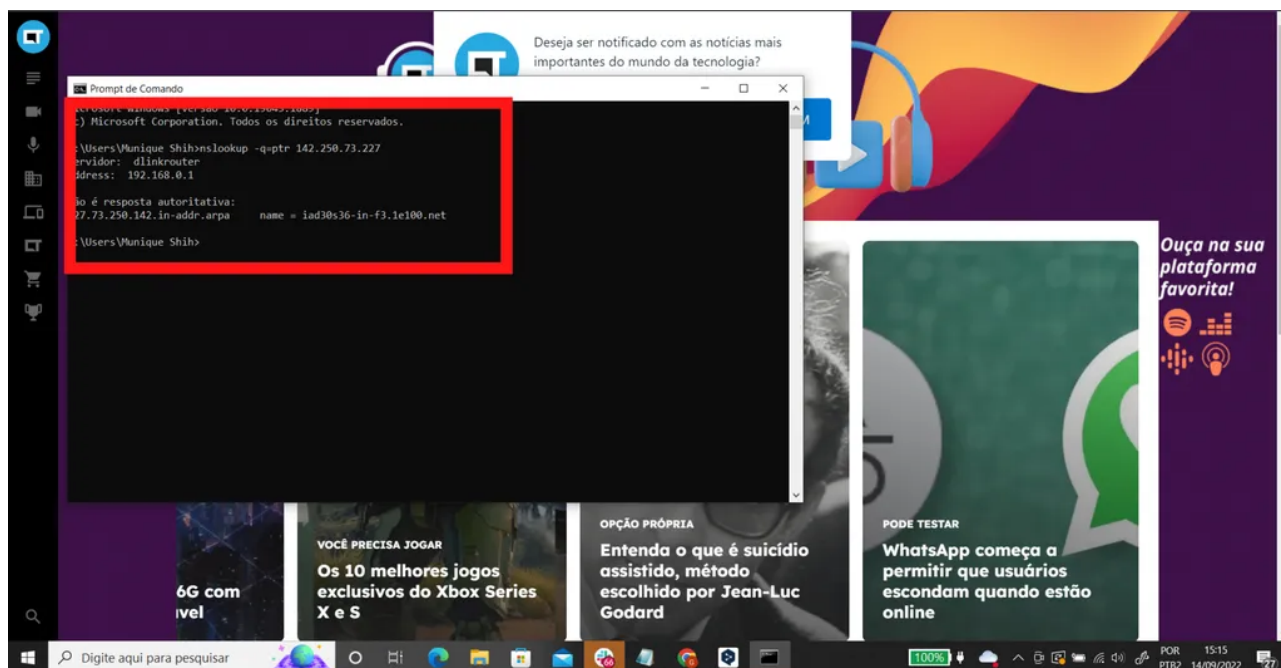 Deseja ser notificado com as notícias mais
importantes do mundo da tecnologia?
Prompt de Comando
Microsoft Corporation. Todos os direitos reservados.
:\Users\Munique Shih>nslookup -q=ptr 142.250.73.227
ervidor: dlinkrouter
ddress: 192.168.0.1
ão é resposta autoritativa:
27.73.250.142.in-addr.arpa name = iad30s36-in-f3.1e100.net
:\Users\Munique Shih>
Ouça na sua
plataforma
favorita!
6G com
vel
VOCÊ PRECISA JOGAR
Os 10 melhores jogos
exclusivos do Xbox Series
X e S
OPÇÃO PRÓPRIA
Entenda o que é suicídio
assistido, método
escolhido por Jean-Luc
Godard
PODE TESTAR
WhatsApp começa a
permitir que usuários
escondam quando estão
online
Digite aqui para pesquisar
100%
POR
PTB2
15:15
14/09/2022